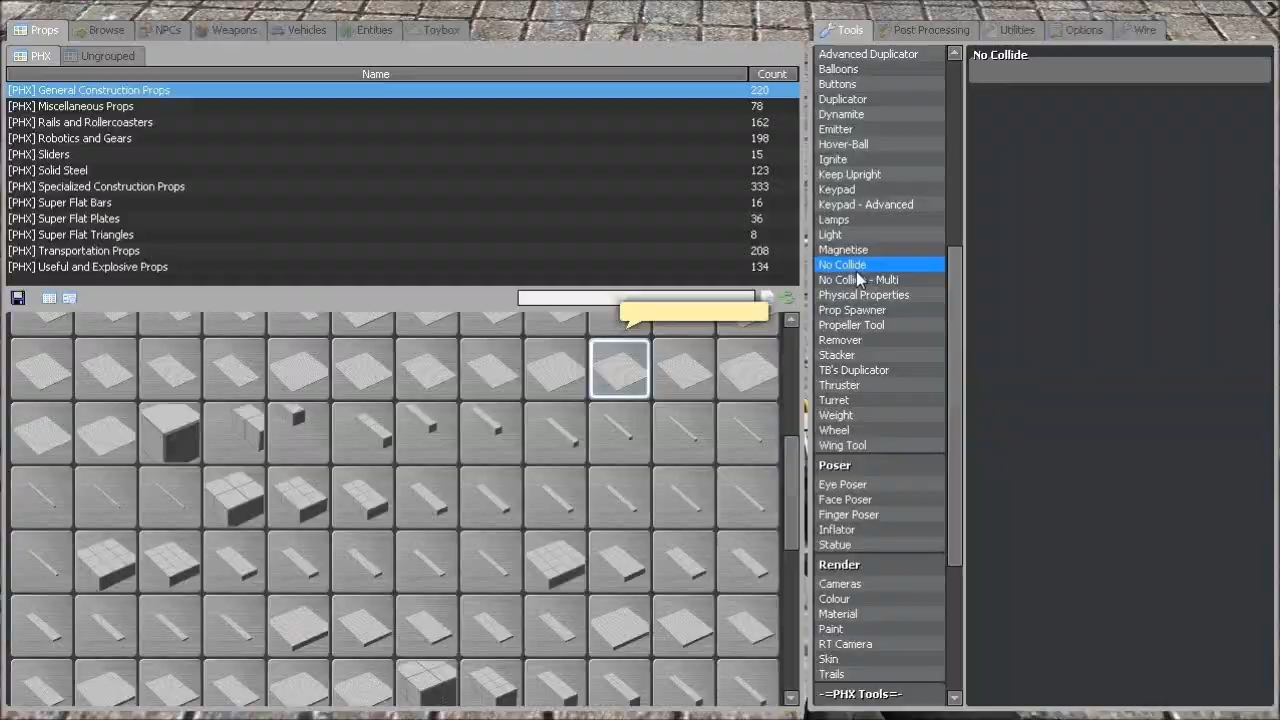 Props
Browse
NPCs
Weapons
Vehicles
Entities
Toybox
PHX
Ungrouped
Name
Count
[PHX] General Construction Props
220
[PHX] Miscellaneous Props
78
[PHX] Rails and Rollercoasters
162
[PHX] Robotics and Gears
198
[PHX] Sliders
15
[PHX] Solid Steel
123
[PHX] Specialized Construction Props
333
[PHX] Super Flat Bars
16
[PHX] Super Flat Plates
36
[PHX] Super Flat Triangles
8
[PHX] Transportation Props
208
[PHX] Useful and Explosive Props
134
Tools
Post Processing
Utilities
Options
Wire
Advanced Duplicator
Balloons
Buttons
Duplicator
Dynamite
Emitter
Hover-Ball
Ignite
Keep Upright
Keypad
Keypad - Advanced
Lamps
Light
Magnetise
No Collide
No Collide - Multi
Physical Properties
Prop Spawner
Propeller Tool
Remover
Stacker
TB's Duplicator
Thruster
Turret
Weight
Wheel
Wing Tool
Poser
Eye Poser
Face Poser
Finger Poser
Inflator
Statue
Render
Cameras
Colour
Material
Paint
RT Camera
Skin
Trails
-=PHX Tools=-
No Collide